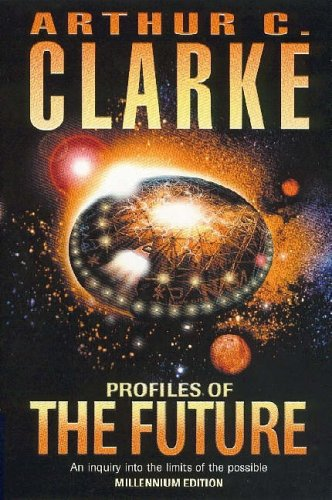 ARTHUR C.
CLARKE
PROFILES OF
THE FUTURE
An inquiry into the limits of the possible
MILLENNIUM EDITION